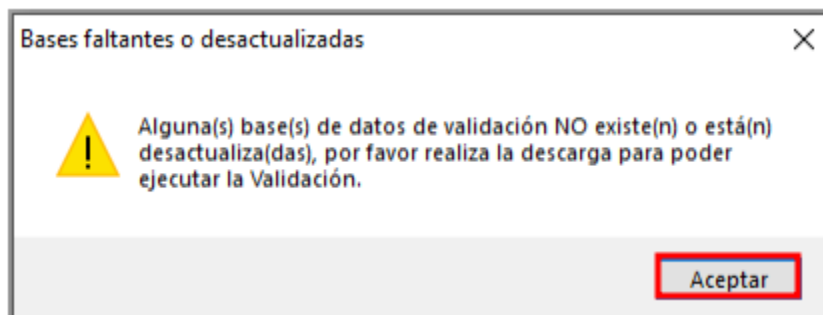 Bases faltantes o desactualizadas
Alguna(s) base(s) de datos de validación NO existe(n) o está(n)
desactualiza(das), por favor realiza la descarga para poder
ejecutar la Validación.
Aceptar